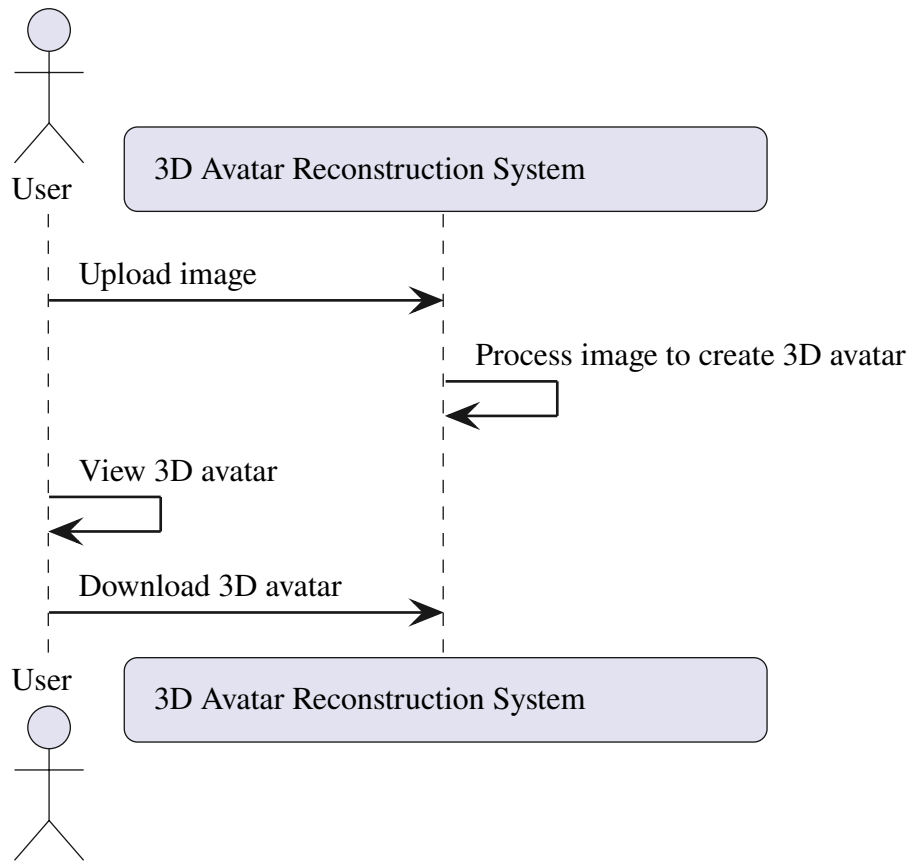 User
3D Avatar Reconstruction System
Upload image
Process image to create 3D avatar
View 3D avatar
Download 3D avatar
User
3D Avatar Reconstruction System